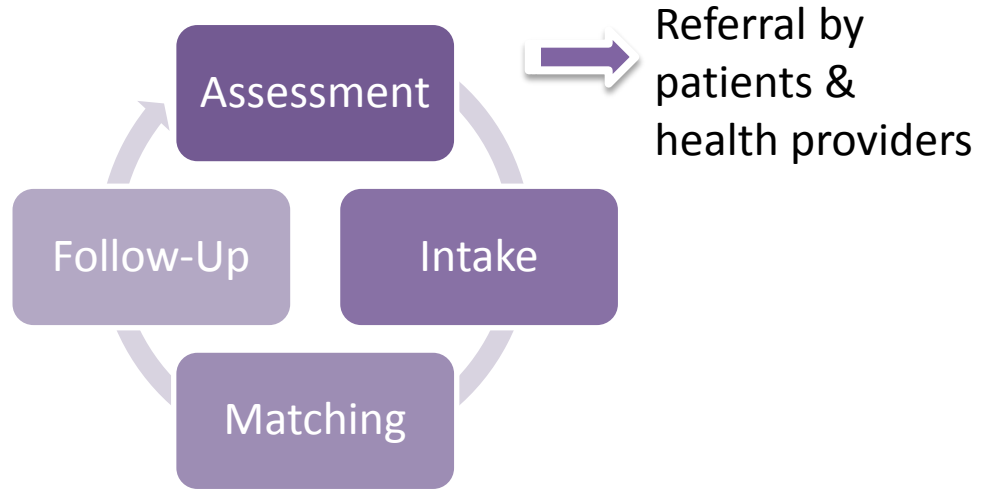 Assessment
Referral by
patients &
health providers
Follow-Up
Intake
Matching